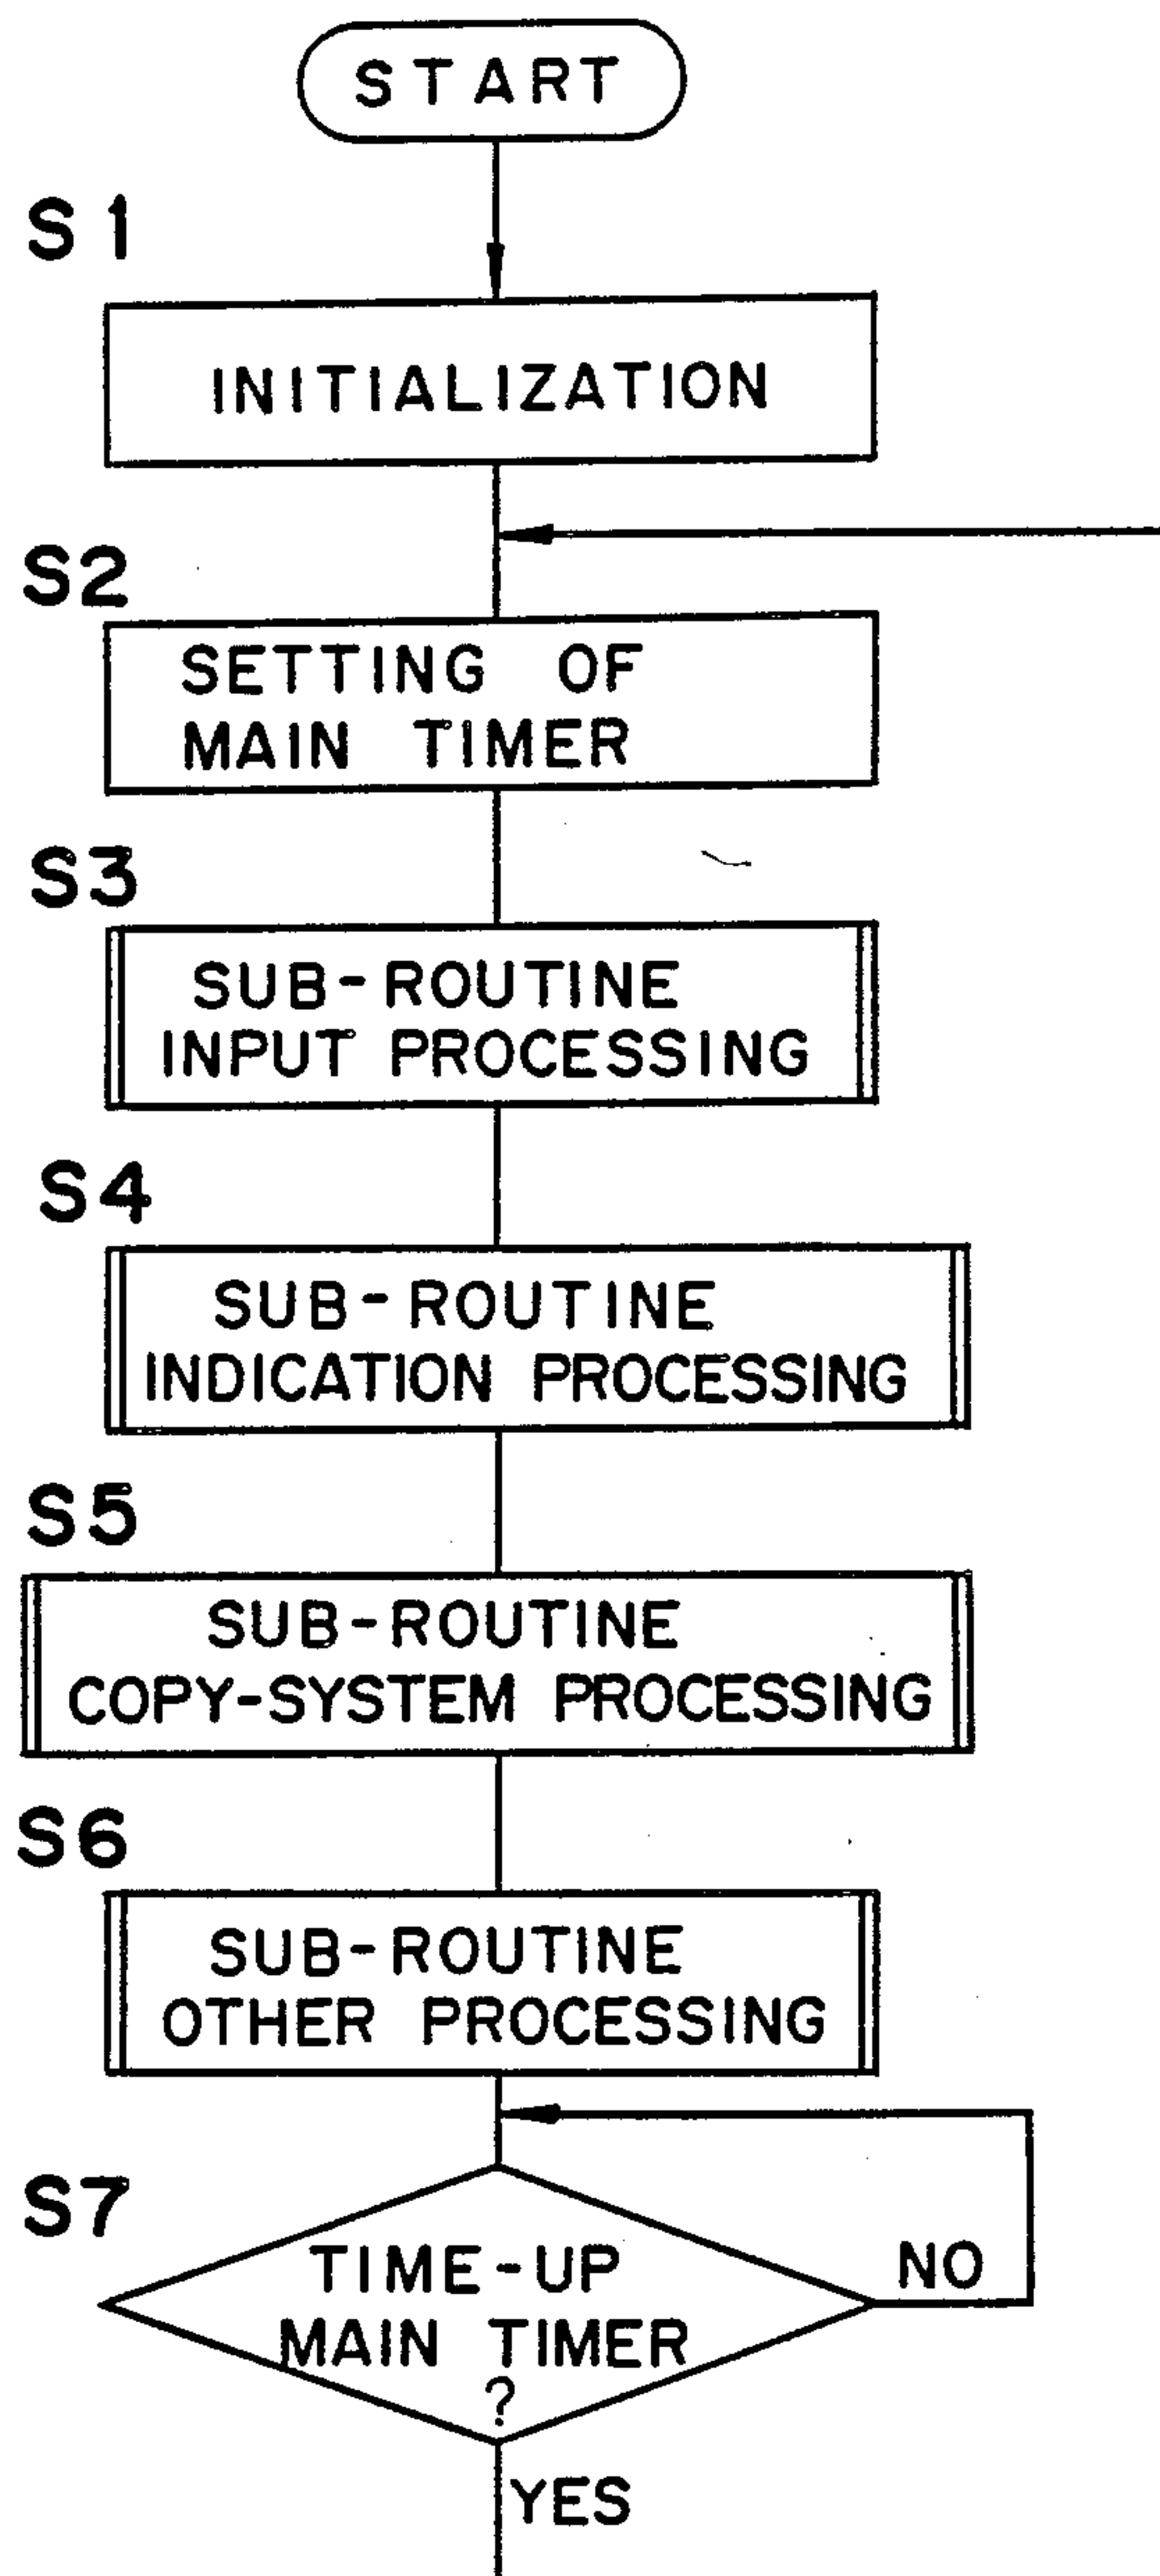 START
S1
INITIALIZATION
S2
SETTING OF
MAIN TIMER
S3
SUB-ROUTINE
INPUT PROCESSING
S4
SUB-ROUTINE
INDICATION PROCESSING
S5
SUB-ROUTINE
COPY-SYSTEM PROCESSING
S6
SUB-ROUTINE
OTHER PROCESSING
S7
TIME-UP
MAIN TIMER
?
NO
YES